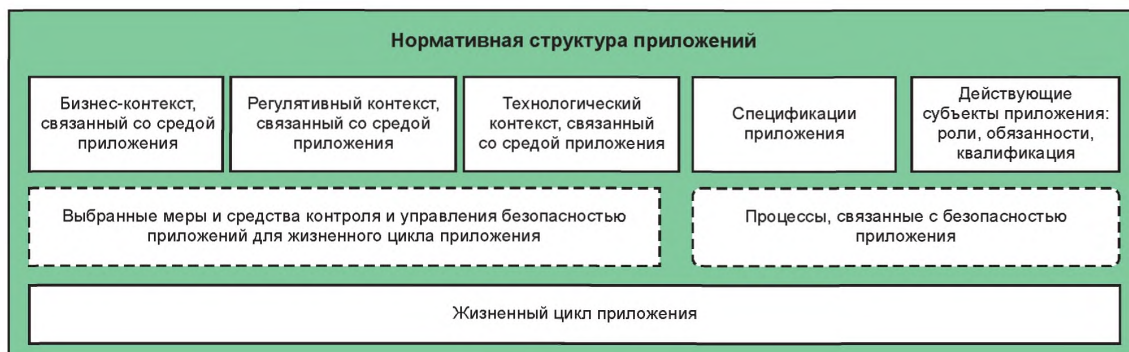 Нормативная структура приложений
Бизнес-контекст,
связанный со средой
приложения
Регулятивный контекст,
связанный со средой
приложения
Технологический
контекст, связанный
со средой приложения
Спецификации
приложения
Действующие
субъекты приложения:
роли, обязанности,
квалификация
Выбранные меры и средства контроля и управления безопасностью
приложений для жизненного цикла приложения
Процессы, связанные с безопасностью
приложения
Жизненный цикл приложения